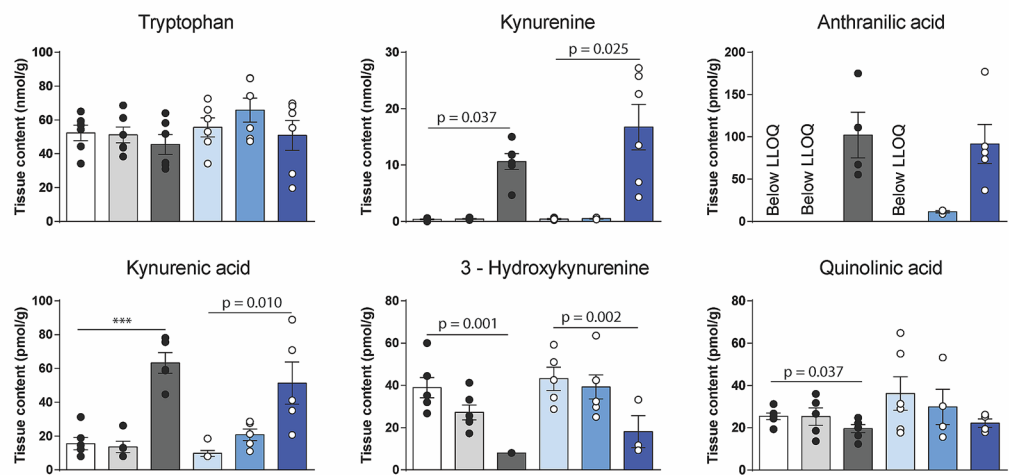 Tryptophan
Tissue content (nmol/g)
100
80
60
40
20
0
Kynurenine
Tissue content (nmol/g)
30
20
10
0
p = 0.037
p = 0.025
Anthranilic acid
Tissue content (pmol/g)
200
150
100
50
0
Below LLOQ
Below LLOQ
Below LLOQ
Kynurenic acid
Tissue content (pmol/g)
100
80
60
40
20
0
***
p = 0.010
3 - Hydroxykynurenine
Tissue content (pmol/g)
80
60
40
20
0
p = 0.001
p = 0.002
Quinolinic acid
Tissue content (pmol/g)
80
60
40
20
0
p = 0.037